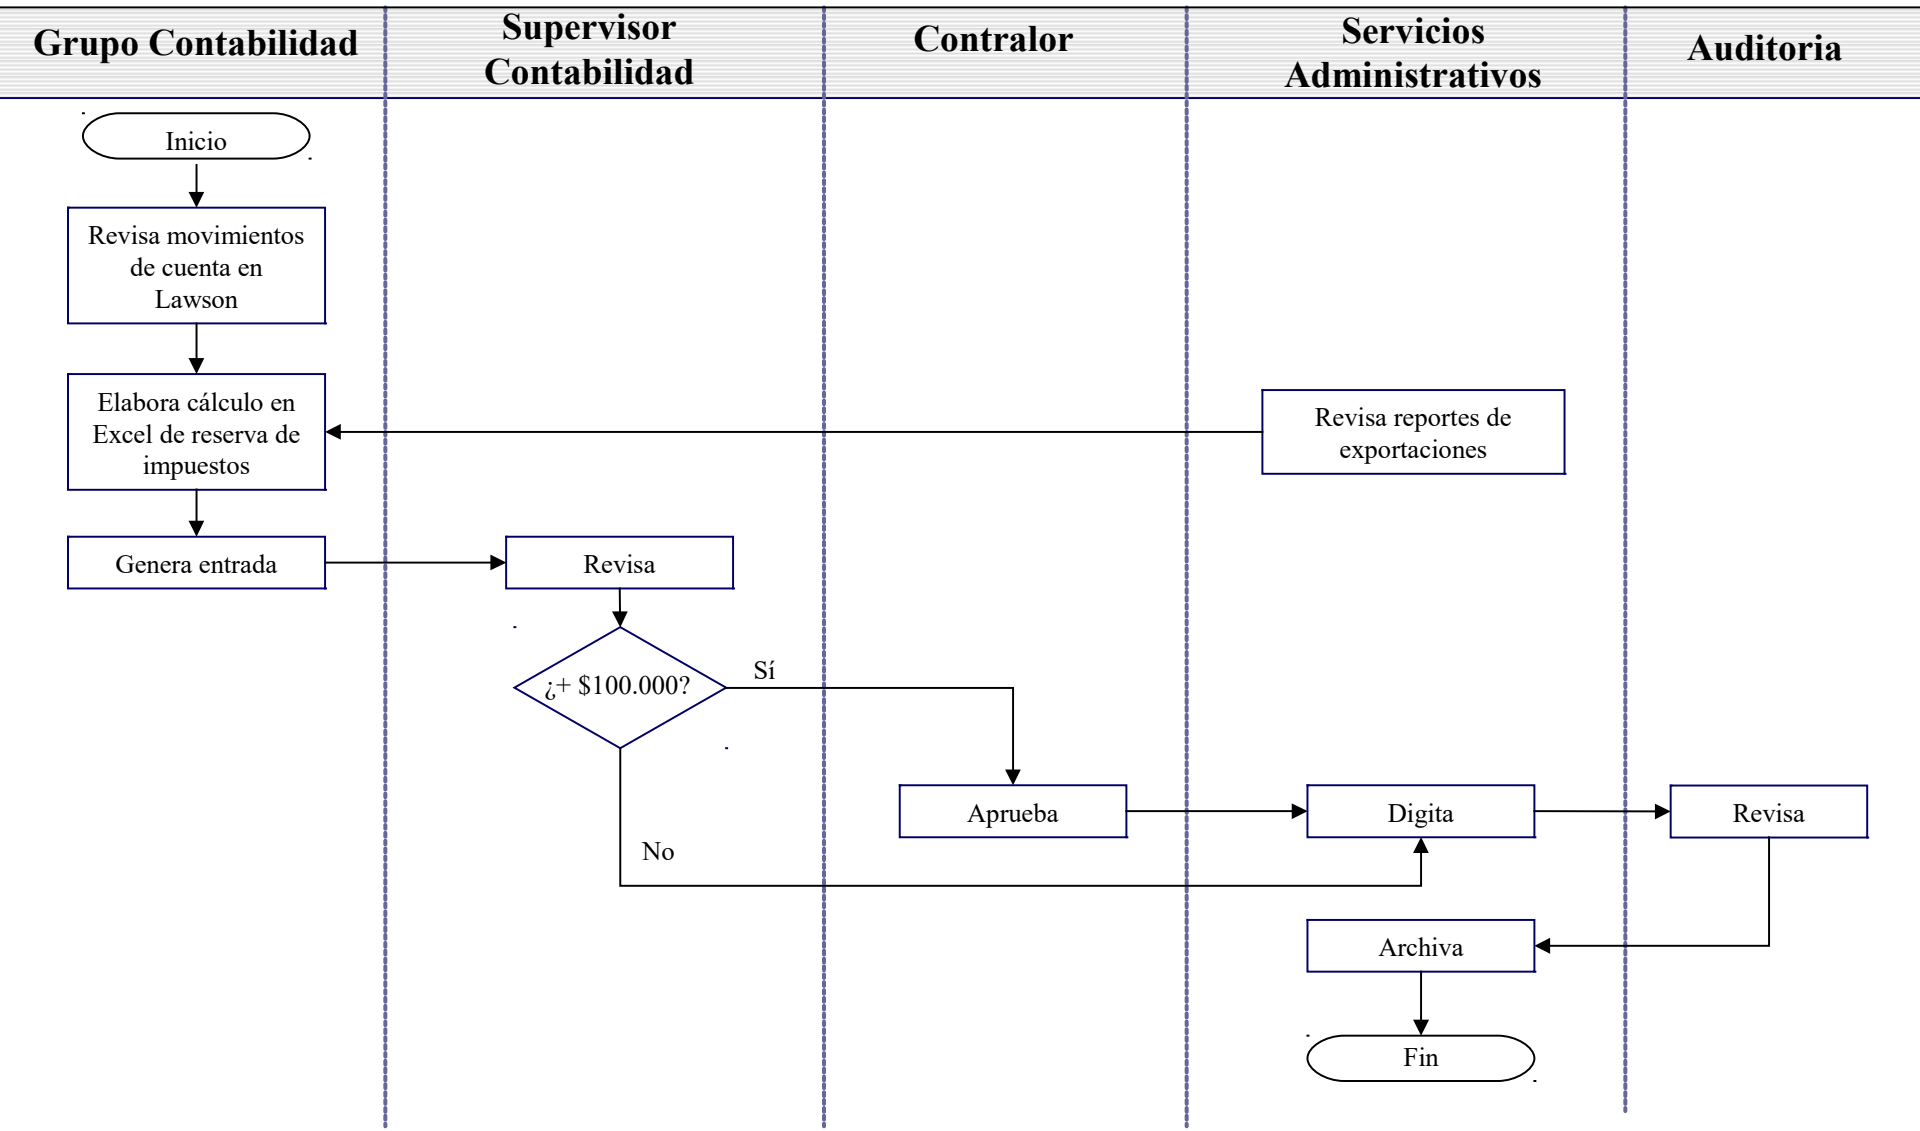 Grupo Contabilidad
Supervisor
Contabilidad
Contralor
Servicios
Administrativos
Auditoria
Inicio
Revisa movimientos
de cuenta en
Lawson
Elabora cálculo en
Excel de reserva de
impuestos
Revisa reportes de
exportaciones
Genera entrada
Revisa
¿+ $100.000?
Sí
Aprueba
Digita
Revisa
No
Archiva
Fin